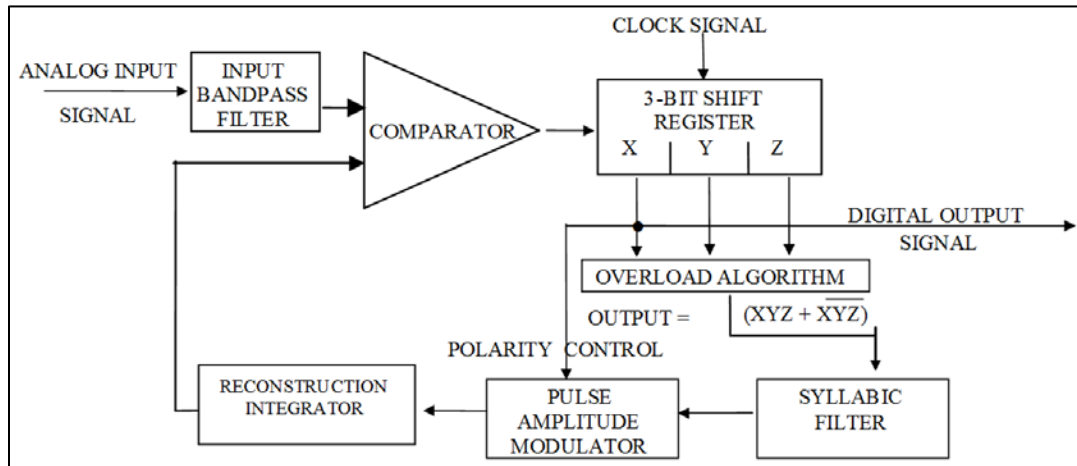 CLOCK SIGNAL
ANALOG INPUT
SIGNAL
INPUT
BANDPASS
FILTER
COMPARATOR
3-BIT SHIFT
REGISTER
X Y Z
DIGITAL OUTPUT
SIGNAL
OVERLOAD ALGORITHM
OUTPUT = (XYZ + X̅Y̅Z̅)
POLARITY CONTROL
RECONSTRUCTION
INTEGRATOR
PULSE
AMPLITUDE
MODULATOR
SYLLABIC
FILTER